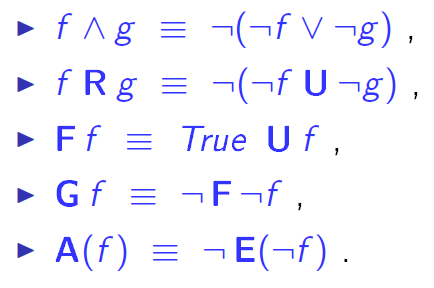 ▶ f ∧ g ≡ ¬(¬f ∨ ¬g) ,
▶ f R g ≡ ¬(¬f U ¬g) ,
▶ F f ≡ True U f ,
▶ G f ≡ ¬ F ¬f ,
▶ A(f) ≡ ¬ E(¬f) .